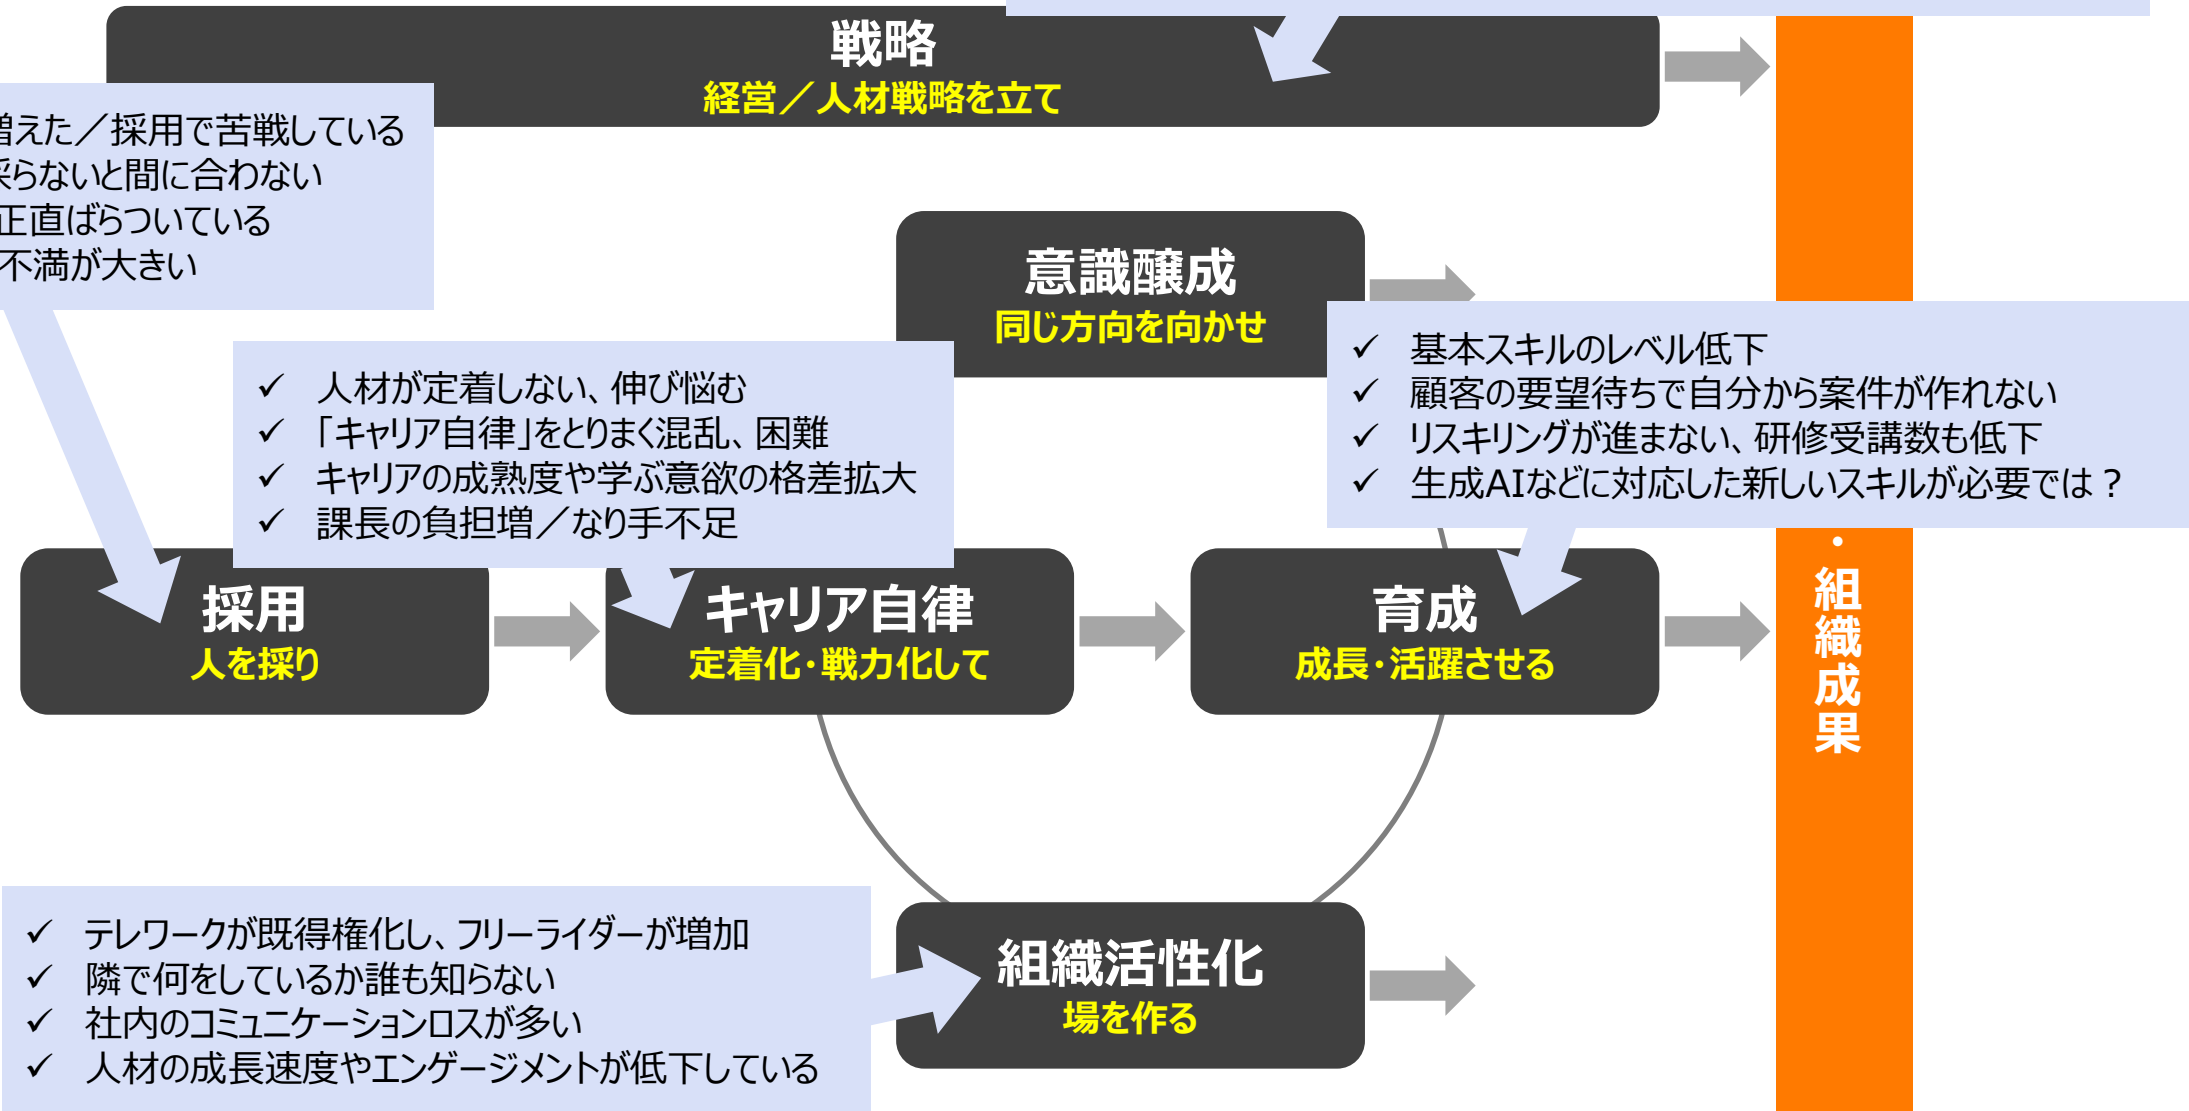 戦略
経営／人材戦略を立て
増えた／採用で苦戦している
採らないと間に合わない
正直ばらついている
不満が大きい
意識醸成
同じ方向を向かせ
✓ 人材が定着しない、伸び悩む
✓ 「キャリア自律」をとりまく混乱、困難
✓ キャリアの成熟度や学ぶ意欲の格差拡大
✓ 課長の負担増／なり手不足
✓ 基本スキルのレベル低下
✓ 顧客の要望待ちで自分から案件が作れない
✓ リスキリングが進まない、研修受講数も低下
✓ 生成AIなどに対応した新しいスキルが必要では？
採用
人を採り
キャリア自律
定着化・戦力化して
育成
成長・活躍させる
・組織成果
✓ テレワークが既得権化し、フリーライダーが増加
✓ 隣で何をしているか誰も知らない
✓ 社内のコミュニケーションロスが多い
✓ 人材の成長速度やエンゲージメントが低下している
組織活性化
場を作る